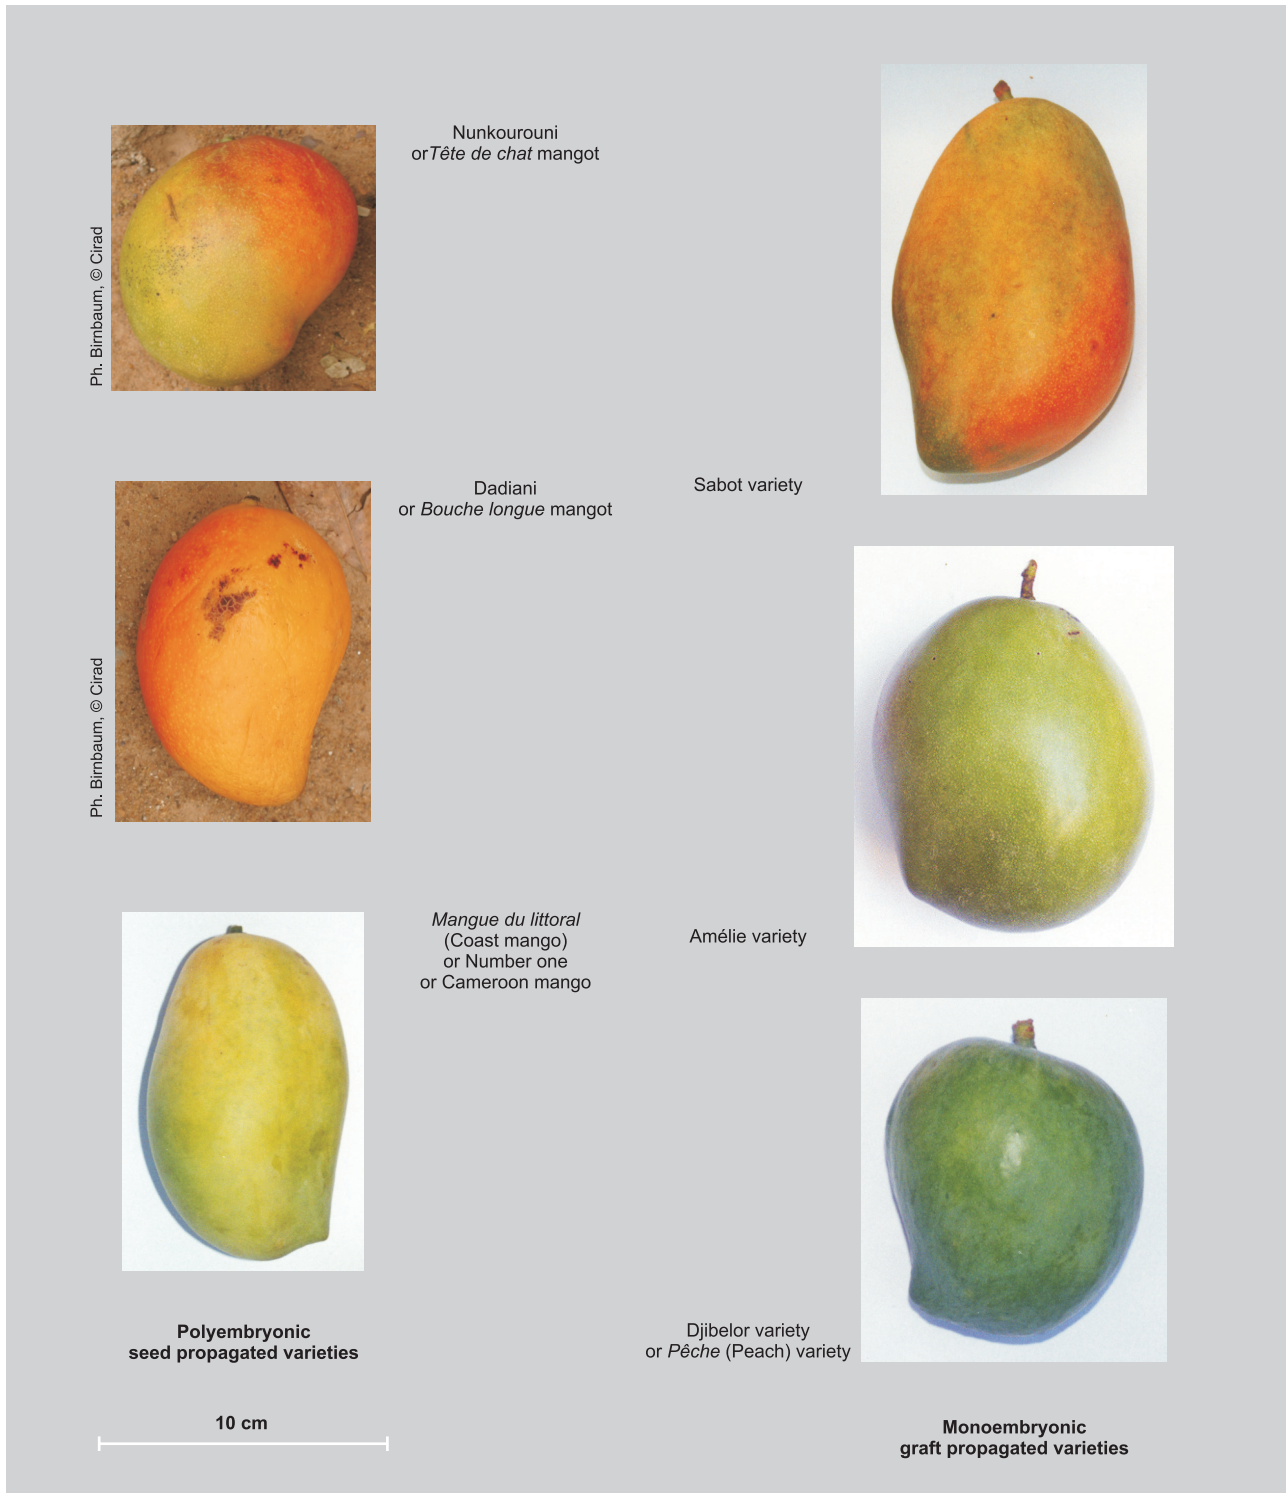 Nunkourouni
or Tête de chat mangot
Ph. Birnbaum, © Cirad
Dadiani
or Bouche longue mangot
Ph. Birnbaum, © Cirad
Mangue du littoral
(Coast mango)
or Number one
or Cameroon mango
Polyembryonic
seed propagated varieties
10 cm
Sabot variety
Amélie variety
Djibelor variety
or Pêche (Peach) variety
Monoembryonic
graft propagated varieties